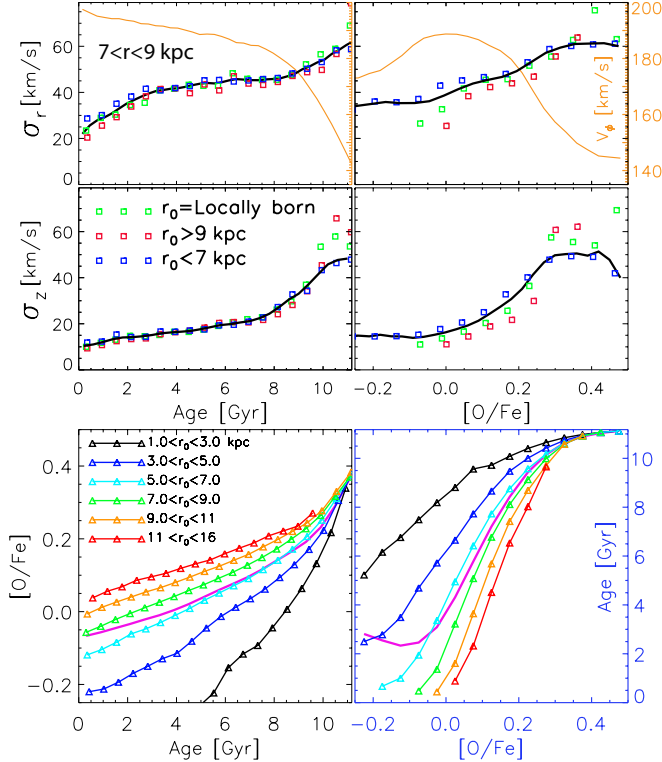 7<r<9 kpc
σr [km/s]
60
40
20
0
200
190
180
170
160
150
140
Vϕ [km/s]
r0=Locally born
r0>9 kpc
r0<7 kpc
σz [km/s]
80
60
40
20
0
0 2 4 6 8 10
Age [Gyr]
-0.2 0.0 0.2 0.4
[O/Fe]
1.0<r0<3.0 kpc
3.0<r0<5.0
5.0<r0<7.0
7.0<r0<9.0
9.0<r0<11
11 <r0<16
[O/Fe]
0.4
0.2
0.0
-0.2
0 2 4 6 8 10
Age [Gyr]
10
8
6
4
2
0
Age [Gyr]
-0.2 0.0 0.2 0.4
[O/Fe]